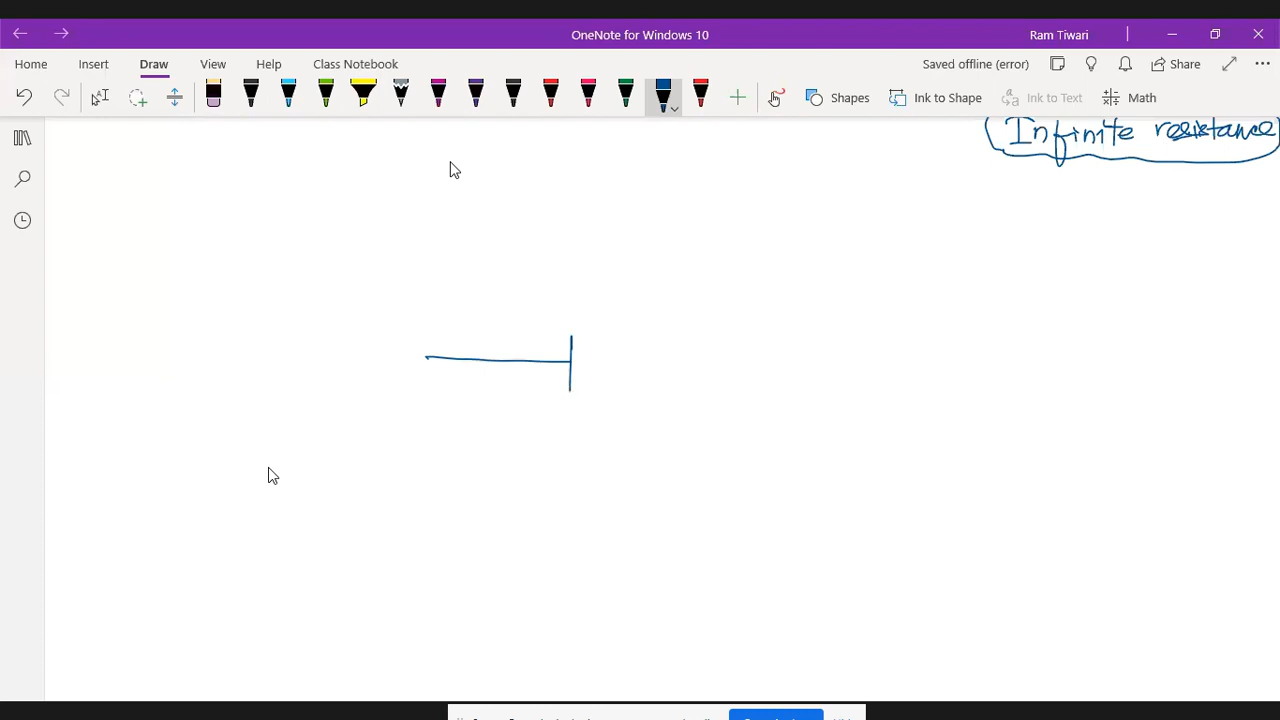 OneNote for Windows 10
Ram Tiwari
Home Insert Draw View Help Class Notebook
Saved offline (error)
Share
Shapes
Ink to Shape
Ink to Text
Math
Infinite resistance